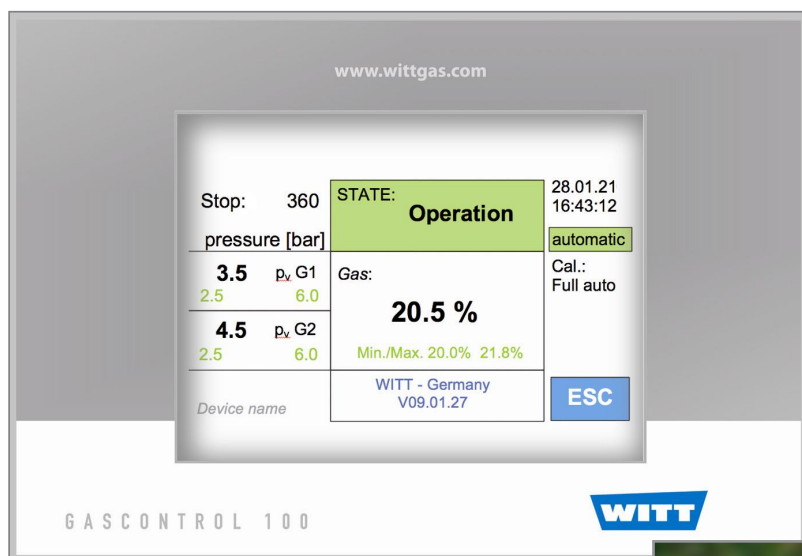 www.wittgas.com
Stop: 360
pressure [bar]
3.5 pv G1
2.5 6.0
4.5 pv G2
2.5 6.0
Device name
STATE:
Operation
Gas:
20.5 %
Min./Max. 20.0% 21.8%
WITT - Germany
V09.01.27
28.01.21
16:43:12
automatic
Cal.:
Full auto
ESC
GASCONTROL 100
WITT